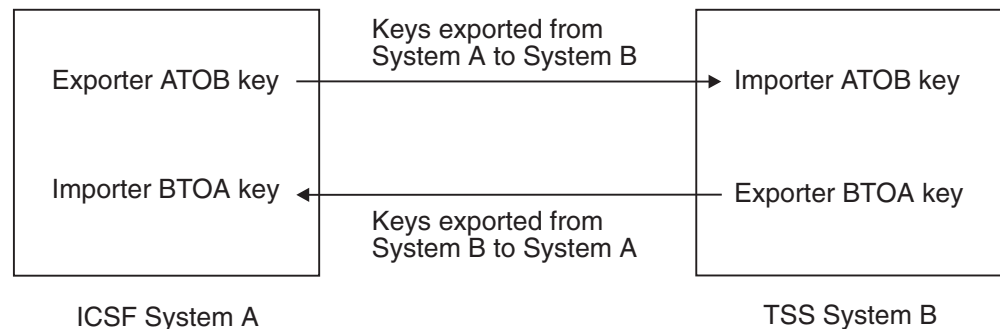 Keys exported from
System A to System B
Exporter ATOB key
Importer ATOB key
Importer BTOA key
Exporter BTOA key
Keys exported from
System B to System A
ICSF System A
TSS System B